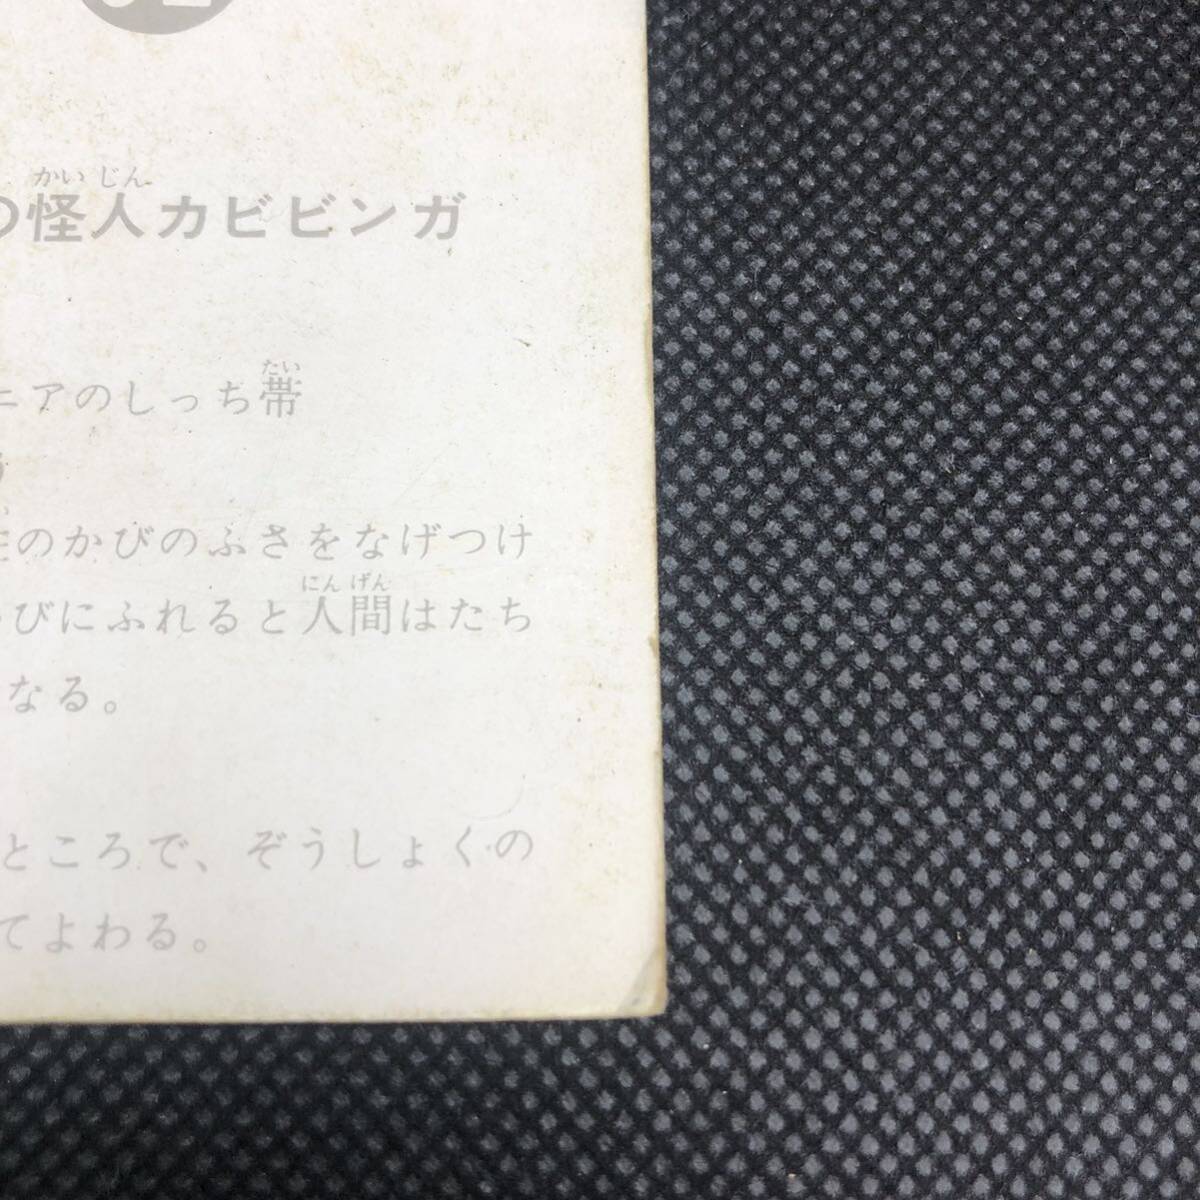 かいじん
の怪人カビビンガ
たい
ニアのしっち帯
のかびのふさをなげつけ
にんげん
びにふれると人間はたち
なる。
ところで、ぞうしょくの
てよわる。